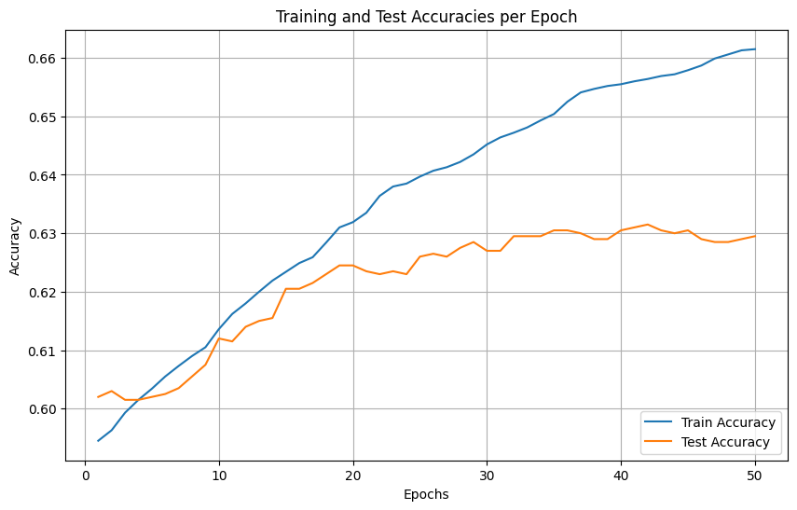 Training and Test Accuracies per Epoch
Accuracy
0.66
0.65
0.64
0.63
0.62
0.61
0.60
0 10 20 30 40 50
Epochs
Train Accuracy
Test Accuracy